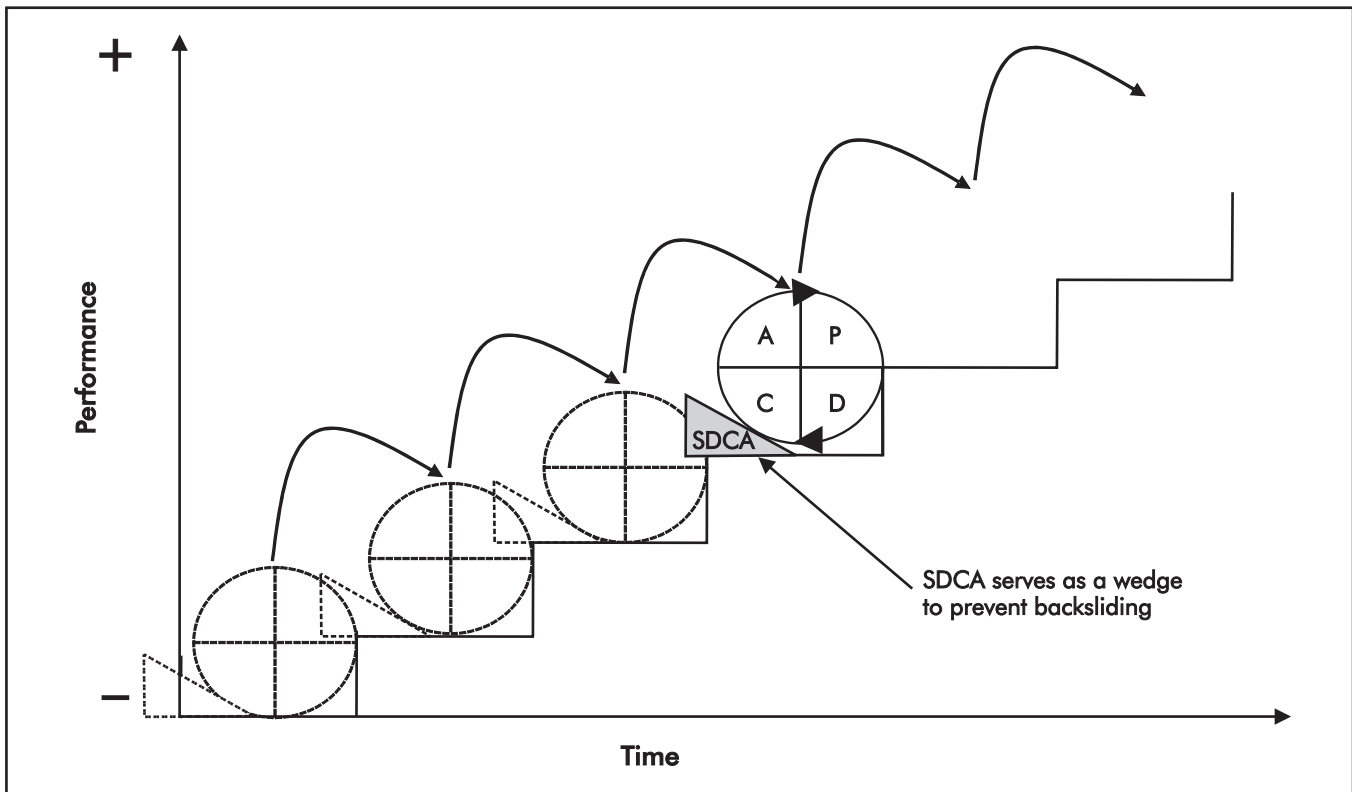 +
Performance
A P
C D
SDCA
SDCA serves as a wedge
to prevent backsliding
–
Time